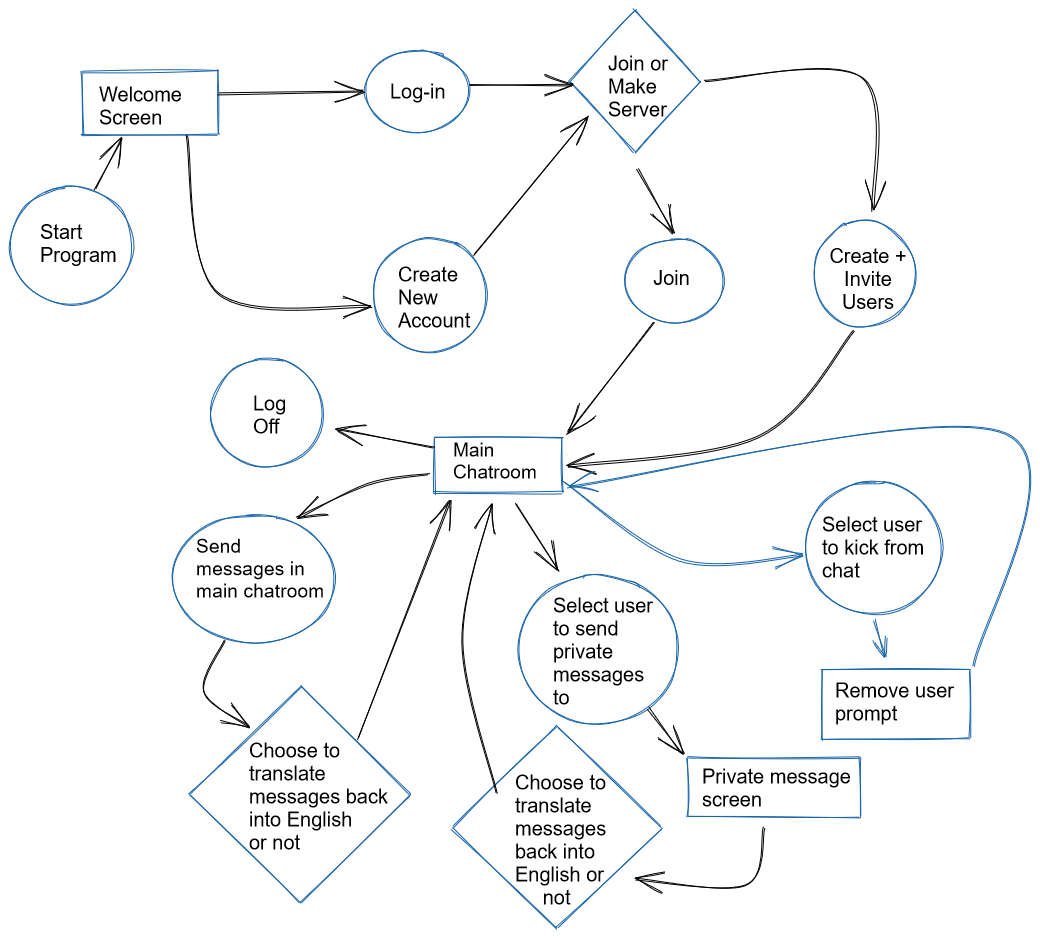 Welcome
Screen
Log-in
Join or
Make
Server
Start
Program
Create
New
Account
Join
Create +
Invite
Users
Log
Off
Main
Chatroom
Send
messages in
main chatroom
Select user
to kick from
chat
Select user
to send
private
messages
to
Remove user
prompt
Choose to
translate
messages back
into English
or not
Choose to
translate
messages
back into
English or
not
Private message
screen